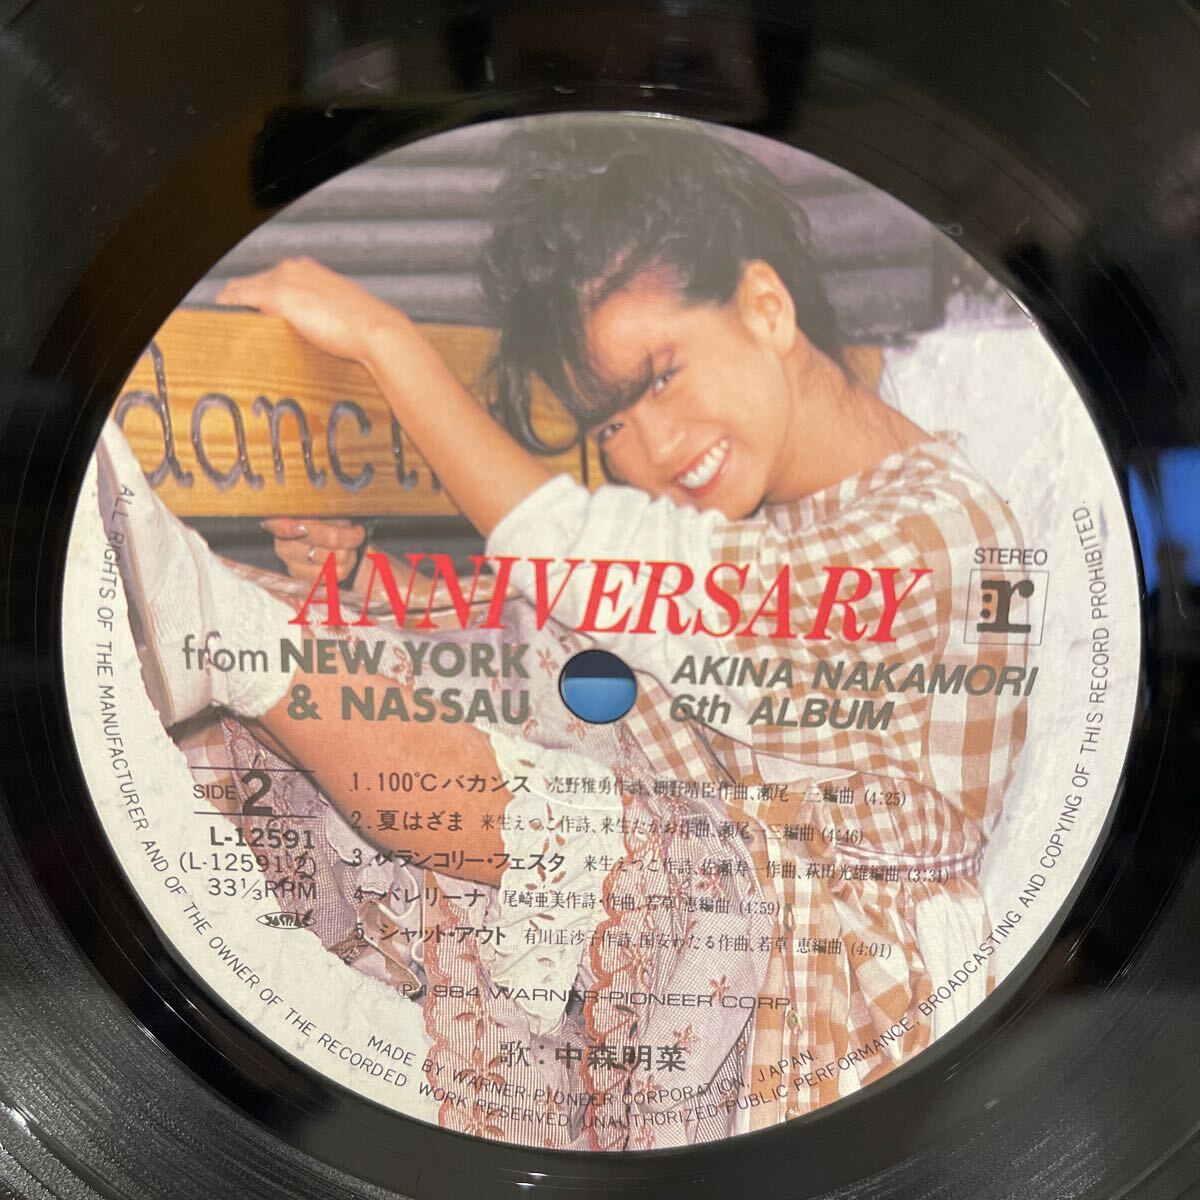 dancin
ANNIVERSARY
STEREO
r
from NEW YORK
& NASSAU
AKINA NAKAMORI
6th ALBUM
SIDE 2
L-12591
(L-12591-2)
33 1/3 RPM
1. 100℃バカンス 売野雅勇作詩、細野晴臣作曲、瀬尾一三編曲 (4:25)
2. 夏はざま 来生えつこ作詩、来生たかお作曲、瀬尾一三編曲 (4:46)
3. メランコリー・フェスタ 来生えつこ作詩、佐瀬寿一作曲、萩田光雄編曲 (3:31)
4. バレリーナ 尾崎亜美作詩・作曲、若草 恵編曲 (4:59)
5. シャット・アウト 有川正沙子作詩、国安わたる作曲、若草 恵編曲 (4:01)
Ⓟ1984 WARNER-PIONEER CORP.
歌：中森明菜
MADE BY WARNER-PIONEER CORPORATION, JAPAN.
ALL RIGHTS OF THE MANUFACTURER AND OF THE OWNER OF THE RECORDED WORK RESERVED, UNAUTHORIZED PUBLIC PERFORMANCE, BROADCASTING AND COPYING OF THIS RECORD PROHIBITED.